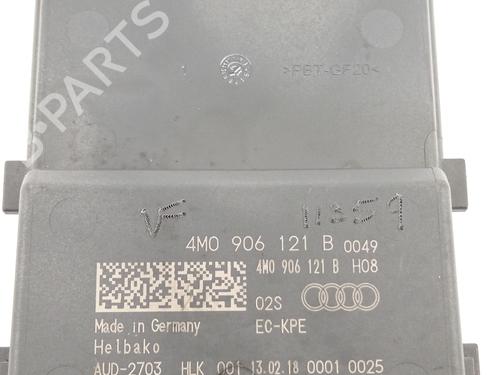 >PBT-GF20<
VF 11851
4M0 906 121 B 0049
4M0 906 121 B H08
02S
Made in Germany EC-KPE
Helbako
AUD-2703 HLK 001 13.02.18 0001 0025
B-Parts